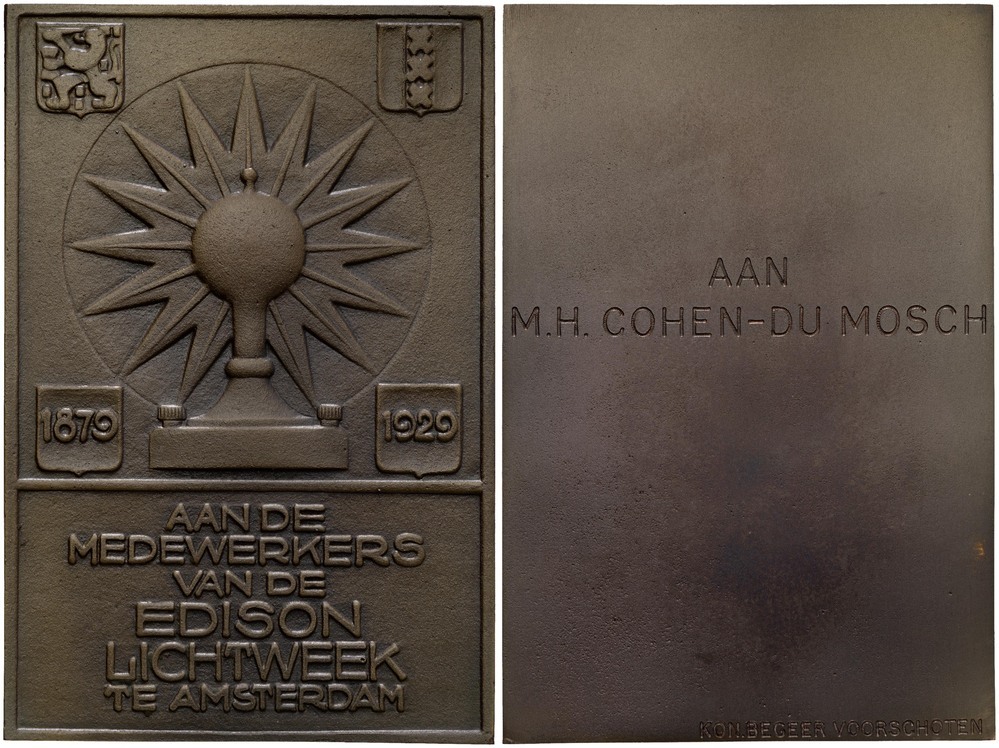 1879
1929
AAN DE
MEDEWERKERS
VAN DE
EDISON
LICHTWEEK
TE AMSTERDAM
AAN
M.H. COHEN-DU MOSCH
KON.BEGEER VOORSCHOTEN